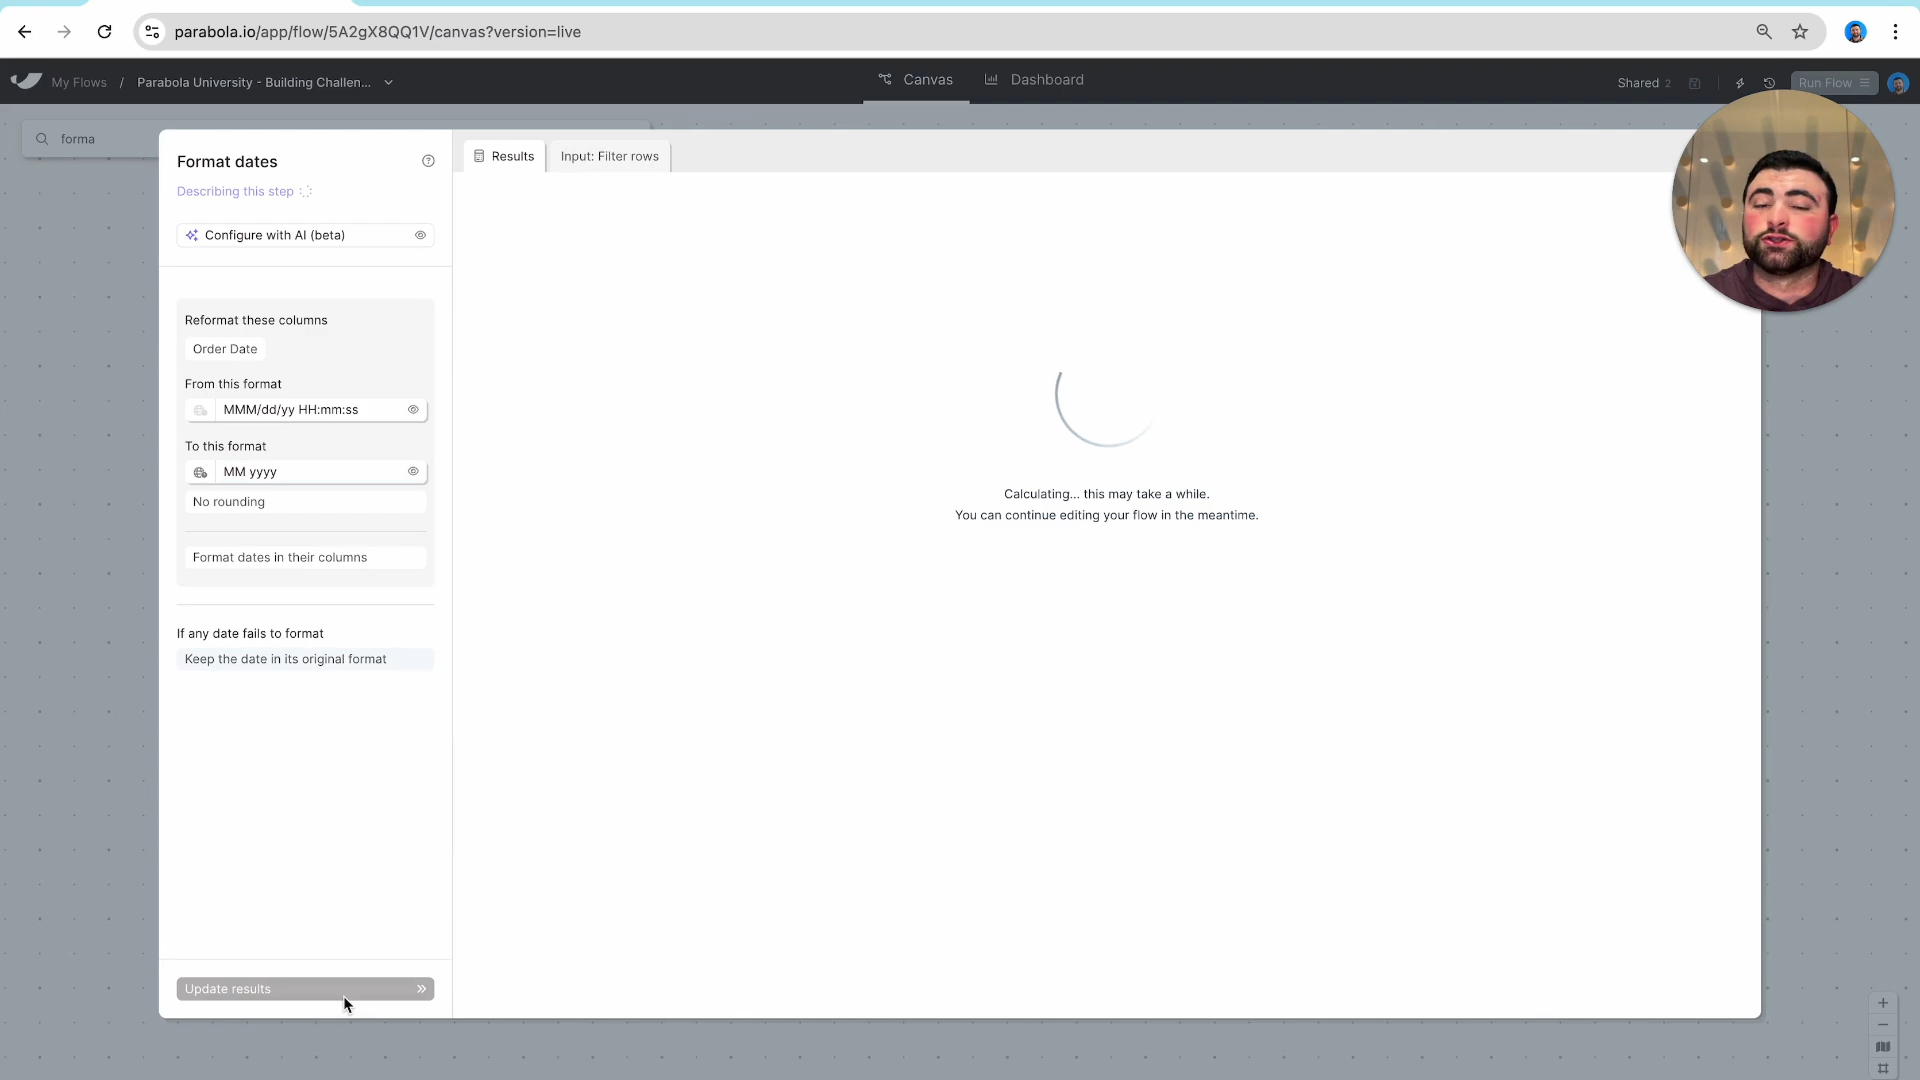 parabola.io/app/flow/5A2gX8QQ1V/canvas?version=live
My Flows / Parabola University - Building Challen...
Canvas
Dashboard
Shared 2
Run Flow
forma
Format dates
Describing this step
Configure with AI (beta)
Reformat these columns
Order Date
From this format
MMM/dd/yy HH:mm:ss
To this format
MM yyyy
No rounding
Format dates in their columns
If any date fails to format
Keep the date in its original format
Update results
Results
Input: Filter rows
Calculating... this may take a while.
You can continue editing your flow in the meantime.